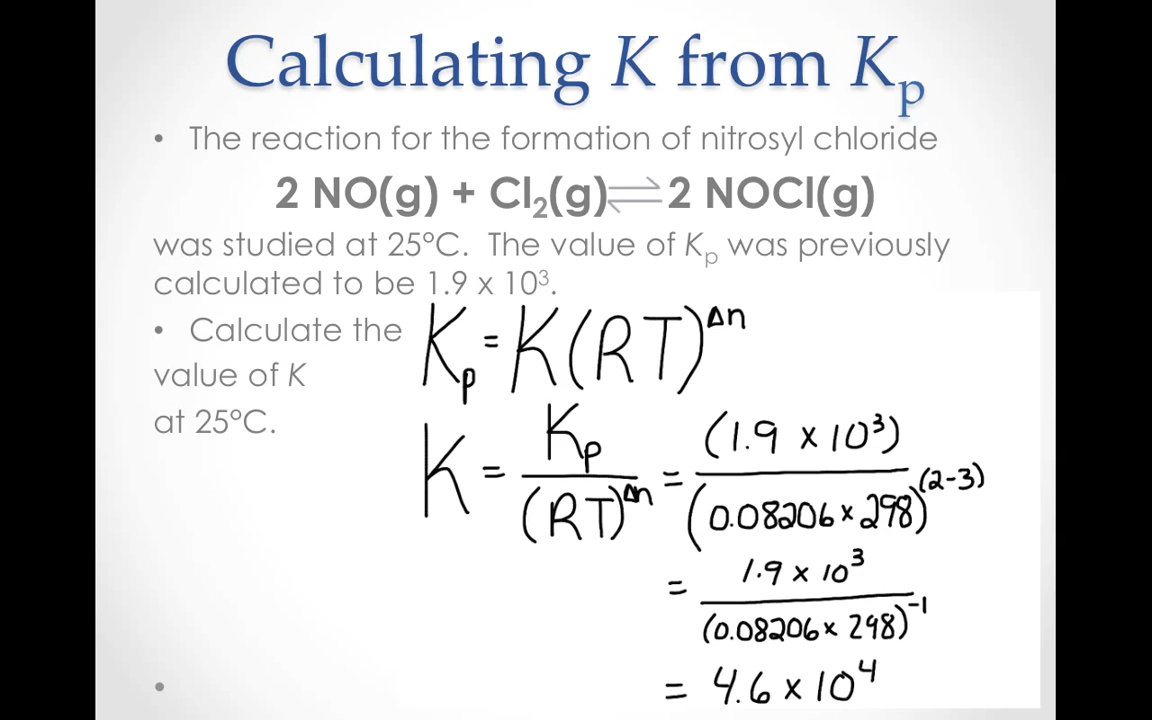 Calculating K from Kₚ
• The reaction for the formation of nitrosyl chloride
2 NO(g) + Cl₂(g) ⇌ 2 NOCl(g)
was studied at 25°C. The value of Kₚ was previously
calculated to be 1.9 x 10³.
• Calculate the
value of K
at 25°C.
Kₚ = K(RT)^Δn
K = Kₚ / (RT)^Δn = (1.9 × 10³) / (0.08206 × 298)^(2-3)
= 1.9 × 10³ / (0.08206 × 298)⁻¹
= 4.6 × 10⁴
•